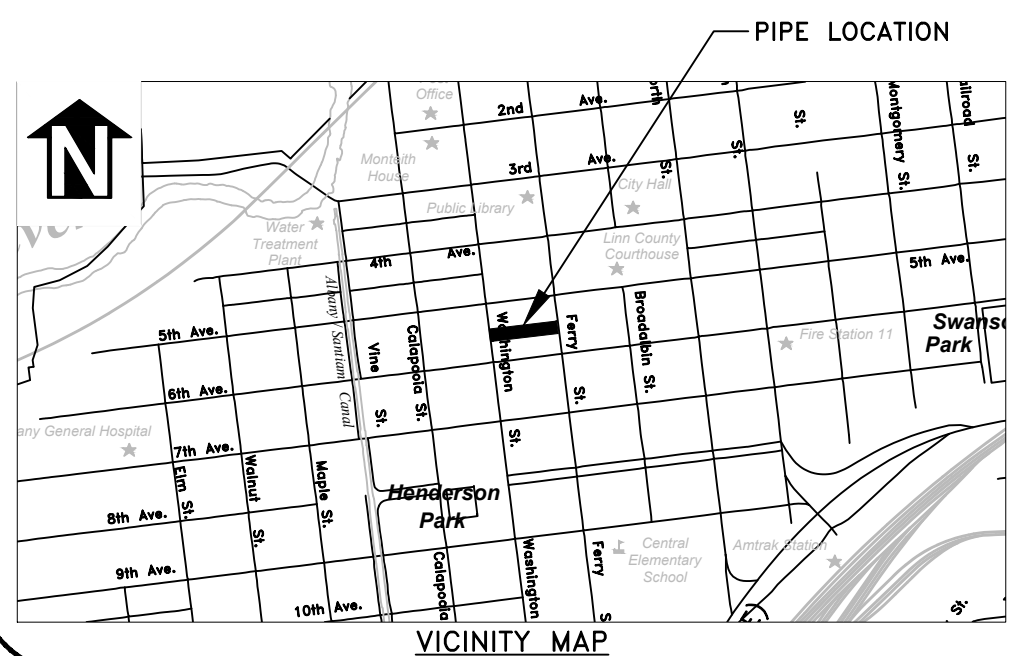 PIPE LOCATION
N
Office
2nd
Ave.
Montgomery St.
St.
Monteith
House
3rd
Ave.
St.
St.
St.
City Hall
Public Library
Water
Treatment
Plant
Linn County
Courthouse
4th
Ave.
5th Ave.
Albany / Santiam Canal
5th Ave.
Vine
St.
Calapooia St.
Washington
St.
Ferry
St.
Broadalbin St.
Fire Station 11
Park
6th Ave.
General Hospital
7th Ave.
Elm St.
Walnut
St.
Maple St.
Henderson
Park
8th Ave.
9th Ave.
10th Ave.
Calapooia
Washington
Ferry
Central
Elementary
School
Amtrak Station
St.
VICINITY MAP